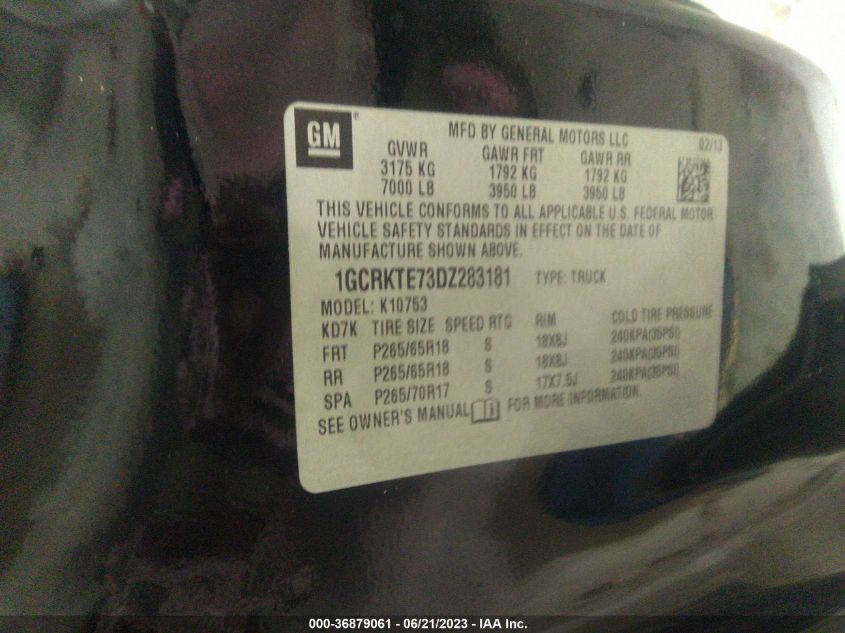 GM
®
MFD BY GENERAL MOTORS LLC
02/13
GVWR GAWR FRT GAWR RR
3175 KG 1792 KG 1792 KG
7000 LB 3950 LB 3950 LB
THIS VEHICLE CONFORMS TO ALL APPLICABLE U.S. FEDERAL MOTOR
VEHICLE SAFETY STANDARDS IN EFFECT ON THE DATE OF
MANUFACTURE SHOWN ABOVE.
1GCRKTE73DZ283181 TYPE: TRUCK
MODEL: K10753
KD7K TIRE SIZE SPEED RTG RIM COLD TIRE PRESSURE
FRT P265/65R18 S 18X8J 240KPA(35PSI)
RR P265/65R18 S 18X8J 240KPA(35PSI)
SPA P265/70R17 S 17X7.5J 240KPA(35PSI)
SEE OWNER'S MANUAL FOR MORE INFORMATION.
000-36879061 - 06/21/2023 - IAA Inc.